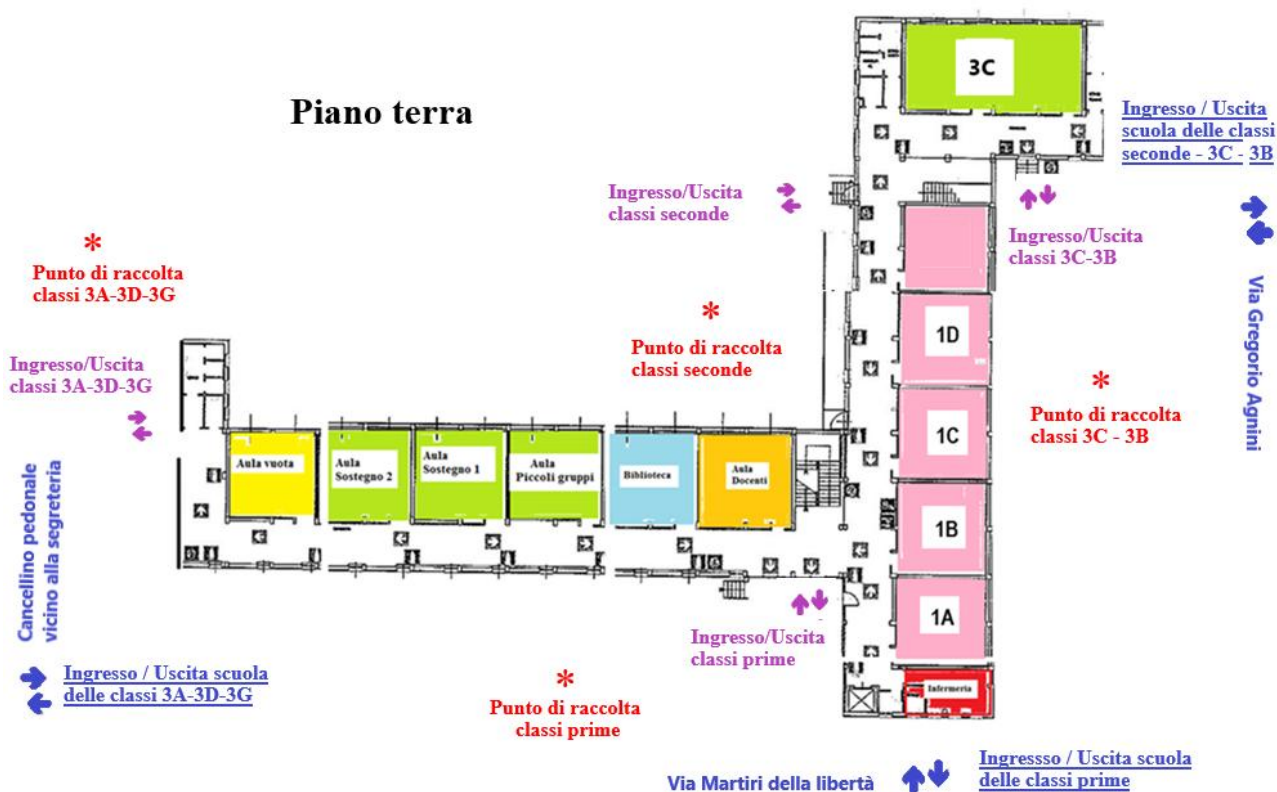 Piano terra
3C
Ingresso / Uscita
scuola delle classi
seconde - 3C - 3B
Ingresso/Uscita
classi seconde
Ingresso/Uscita
classi 3C-3B
Via Gregorio Agnini
*
Punto di raccolta
classi 3A-3D-3G
*
Punto di raccolta
classi seconde
1D
Ingresso/Uscita
classi 3A-3D-3G
*
Punto di raccolta
classi 3C - 3B
1C
Aula vuota
Aula
Sostegno 2
Aula
Sostegno 1
Aula
Piccoli gruppi
Biblioteca
Aula
Docenti
1B
Cancellino pedonale
vicino alla segreteria
1A
Ingresso/Uscita
classi prime
Ingresso / Uscita scuola
delle classi 3A-3D-3G
*
Punto di raccolta
classi prime
Infermeria
Via Martiri della libertà
Ingressso / Uscita scuola
delle classi prime